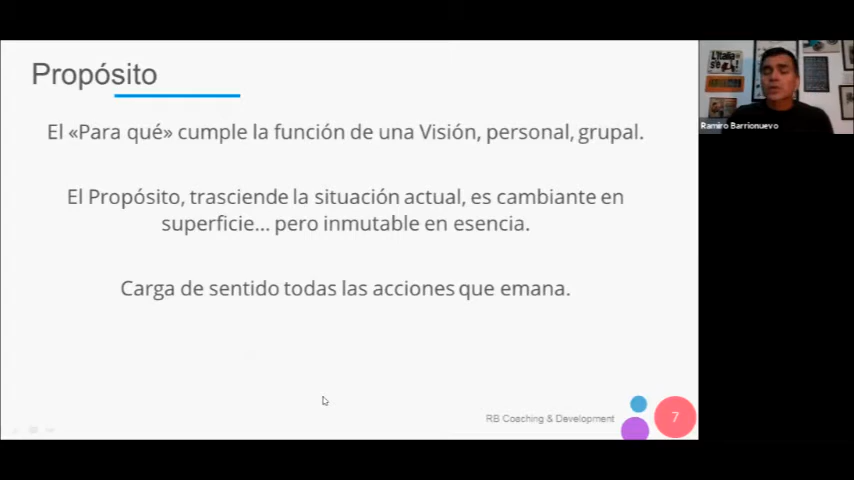 Propósito
El «Para qué» cumple la función de una Visión, personal, grupal.
El Propósito, trasciende la situación actual, es cambiante en
superficie... pero inmutable en esencia.
Carga de sentido todas las acciones que emana.
RB Coaching & Development
7
L'Italia
sei
Ramiro Barrionuevo